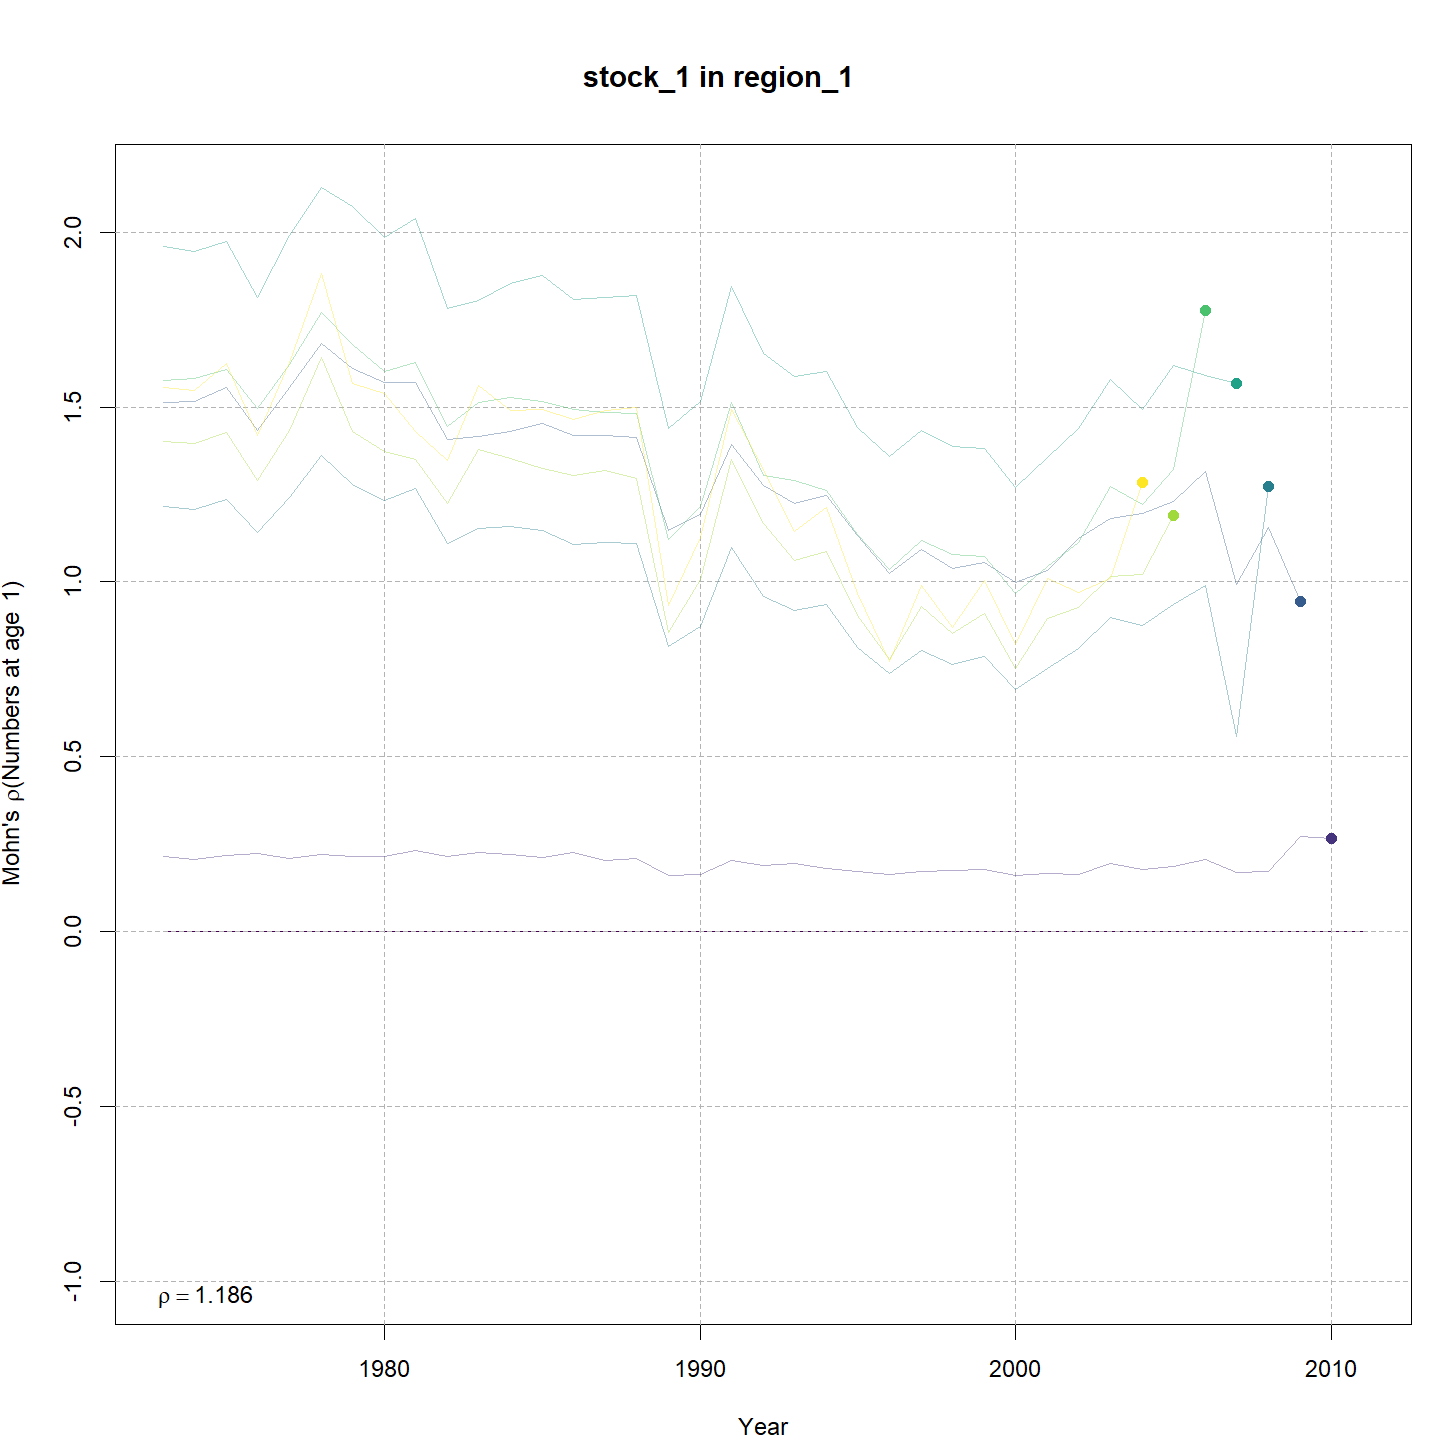 stock_1 in region_1
Mohn's ρ(Numbers at age 1)
2.0
1.5
1.0
0.5
0.0
-0.5
-1.0
ρ = 1.186
1980 1990 2000 2010
Year